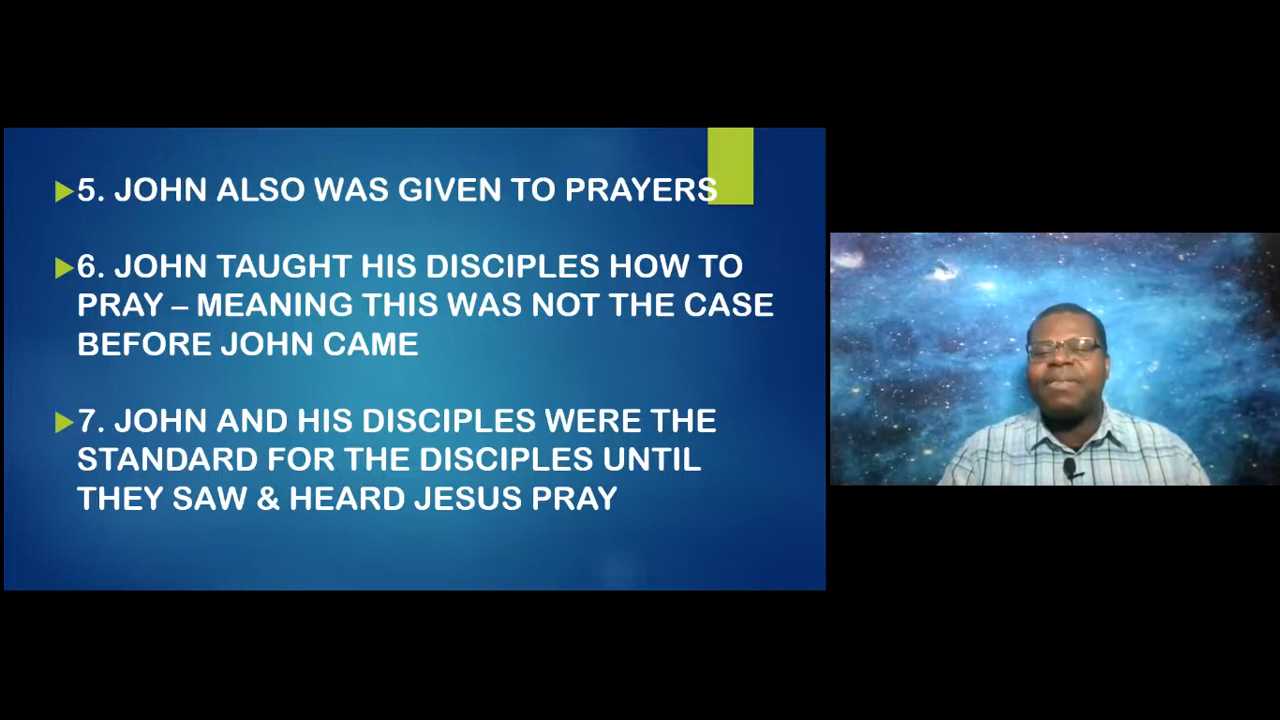 5. JOHN ALSO WAS GIVEN TO PRAYERS
6. JOHN TAUGHT HIS DISCIPLES HOW TO
PRAY – MEANING THIS WAS NOT THE CASE
BEFORE JOHN CAME
7. JOHN AND HIS DISCIPLES WERE THE
STANDARD FOR THE DISCIPLES UNTIL
THEY SAW & HEARD JESUS PRAY